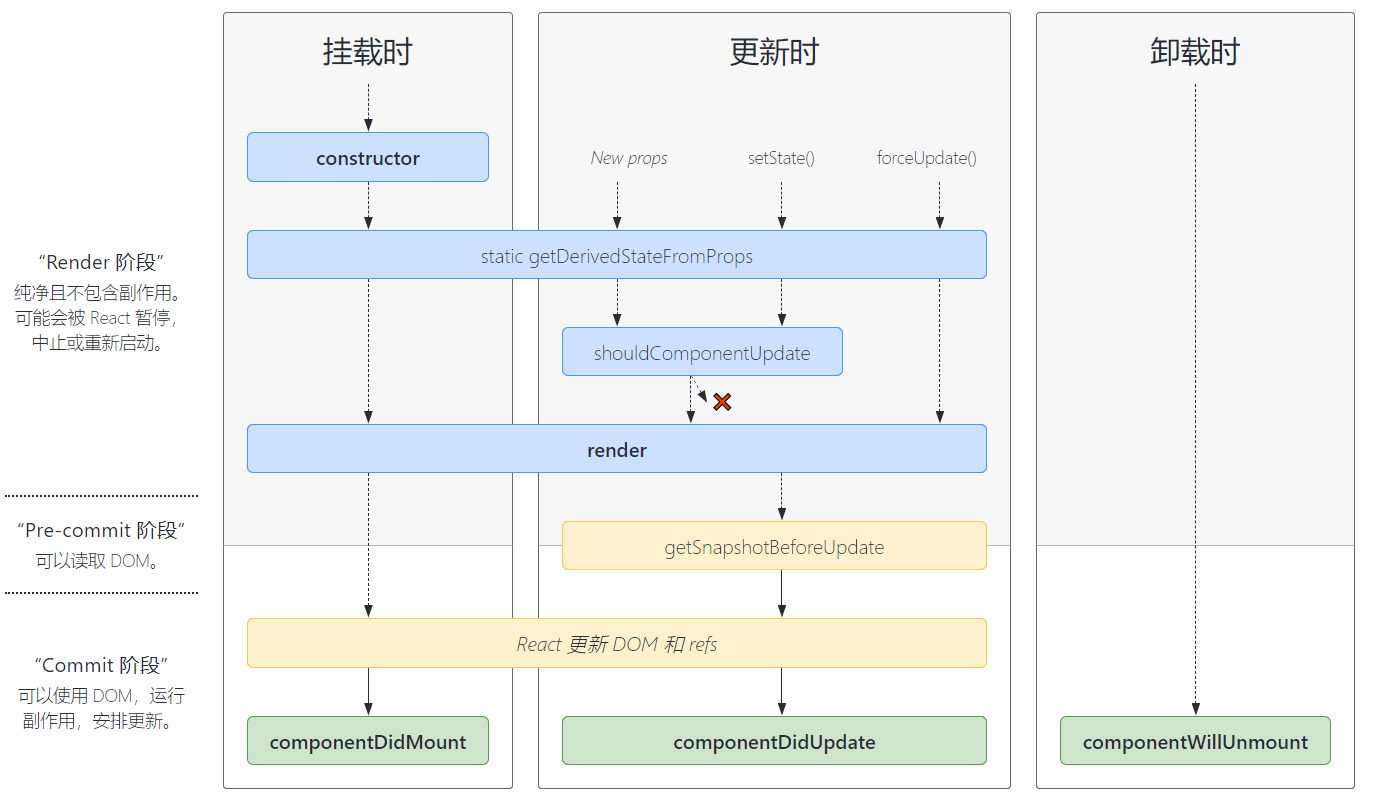 挂载时
更新时
卸载时
constructor
New props
setState()
forceUpdate()
static getDerivedStateFromProps
“Render 阶段”
纯净且不包含副作用。
可能会被 React 暂停，
中止或重新启动。
shouldComponentUpdate
render
“Pre-commit 阶段”
可以读取 DOM。
getSnapshotBeforeUpdate
React 更新 DOM 和 refs
“Commit 阶段”
可以使用 DOM，运行
副作用，安排更新。
componentDidMount
componentDidUpdate
componentWillUnmount